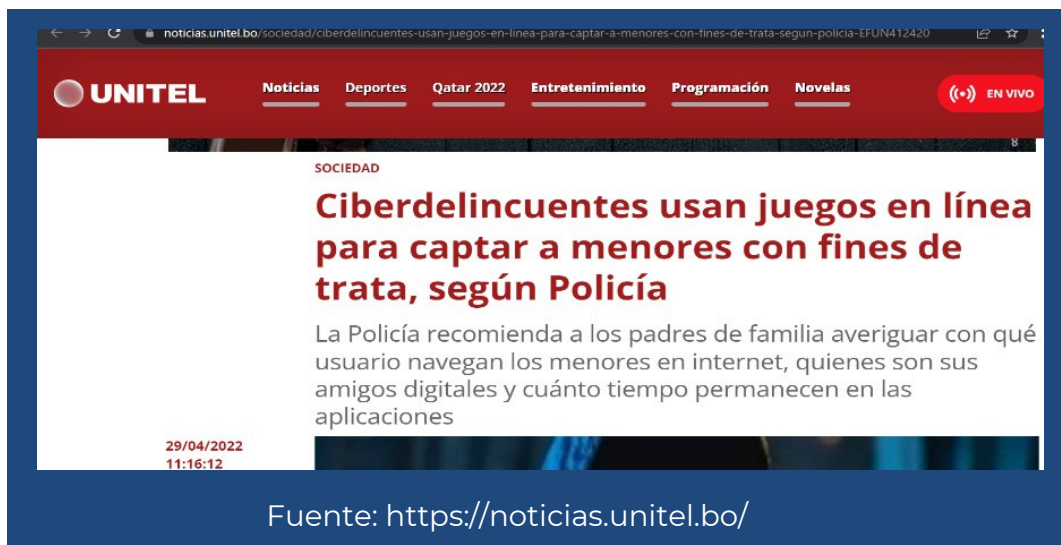 noticias.unitel.bo/sociedad/ciberdelincuentes-usan-juegos-en-linea-para-captar-a-menores-con-fines-de-trata-segun-policia-EFUN412420
UNITEL Noticias Deportes Qatar 2022 Entretenimiento Programación Novelas EN VIVO
8
SOCIEDAD
Ciberdelincuentes usan juegos en línea
para captar a menores con fines de
trata, según Policía
La Policía recomienda a los padres de familia averiguar con qué
usuario navegan los menores en internet, quienes son sus
amigos digitales y cuánto tiempo permanecen en las
aplicaciones
29/04/2022
11:16:12
Fuente: https://noticias.unitel.bo/